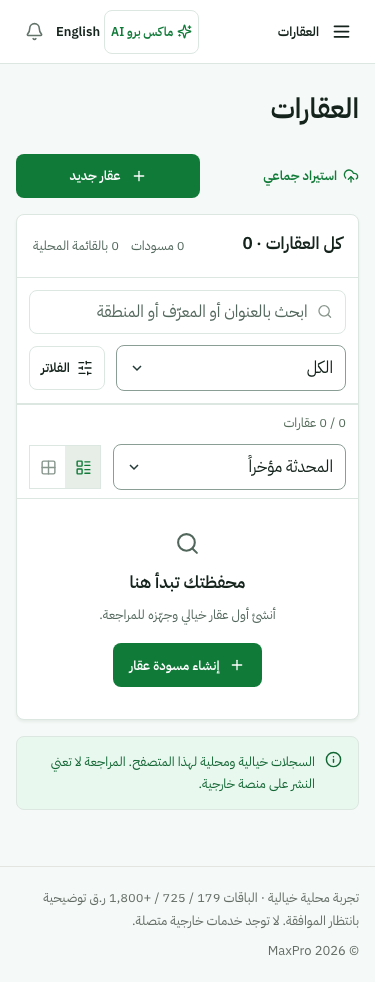 العقارات
ماكس برو AI
English
العقارات
استيراد جماعي
عقار جديد
كل العقارات · 0
0 مسودات
0 بالقائمة المحلية
ابحث بالعنوان أو المعرّف أو المنطقة
الكل
الفلاتر
0 / 0 عقارات
المحدثة مؤخراً
محفظتك تبدأ هنا
أنشئ أول عقار خيالي وجهّزه للمراجعة.
إنشاء مسودة عقار
السجلات خيالية ومحلية لهذا المتصفح. المراجعة لا تعني
النشر على منصة خارجية.
تجربة محلية خيالية · الباقات 179 / 725 / +1,800 ر.ق توضيحية
بانتظار الموافقة. لا توجد خدمات خارجية متصلة.
© 2026 MaxPro